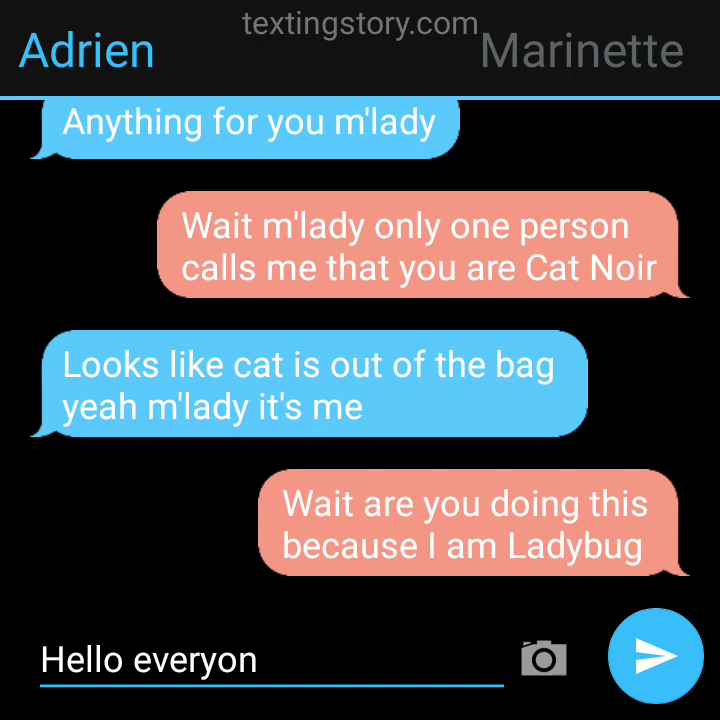 textingstory.com
Adrien
Marinette
Anything for you m'lady
Wait m'lady only one person
calls me that you are Cat Noir
Looks like cat is out of the bag
yeah m'lady it's me
Wait are you doing this
because I am Ladybug
Hello everyon